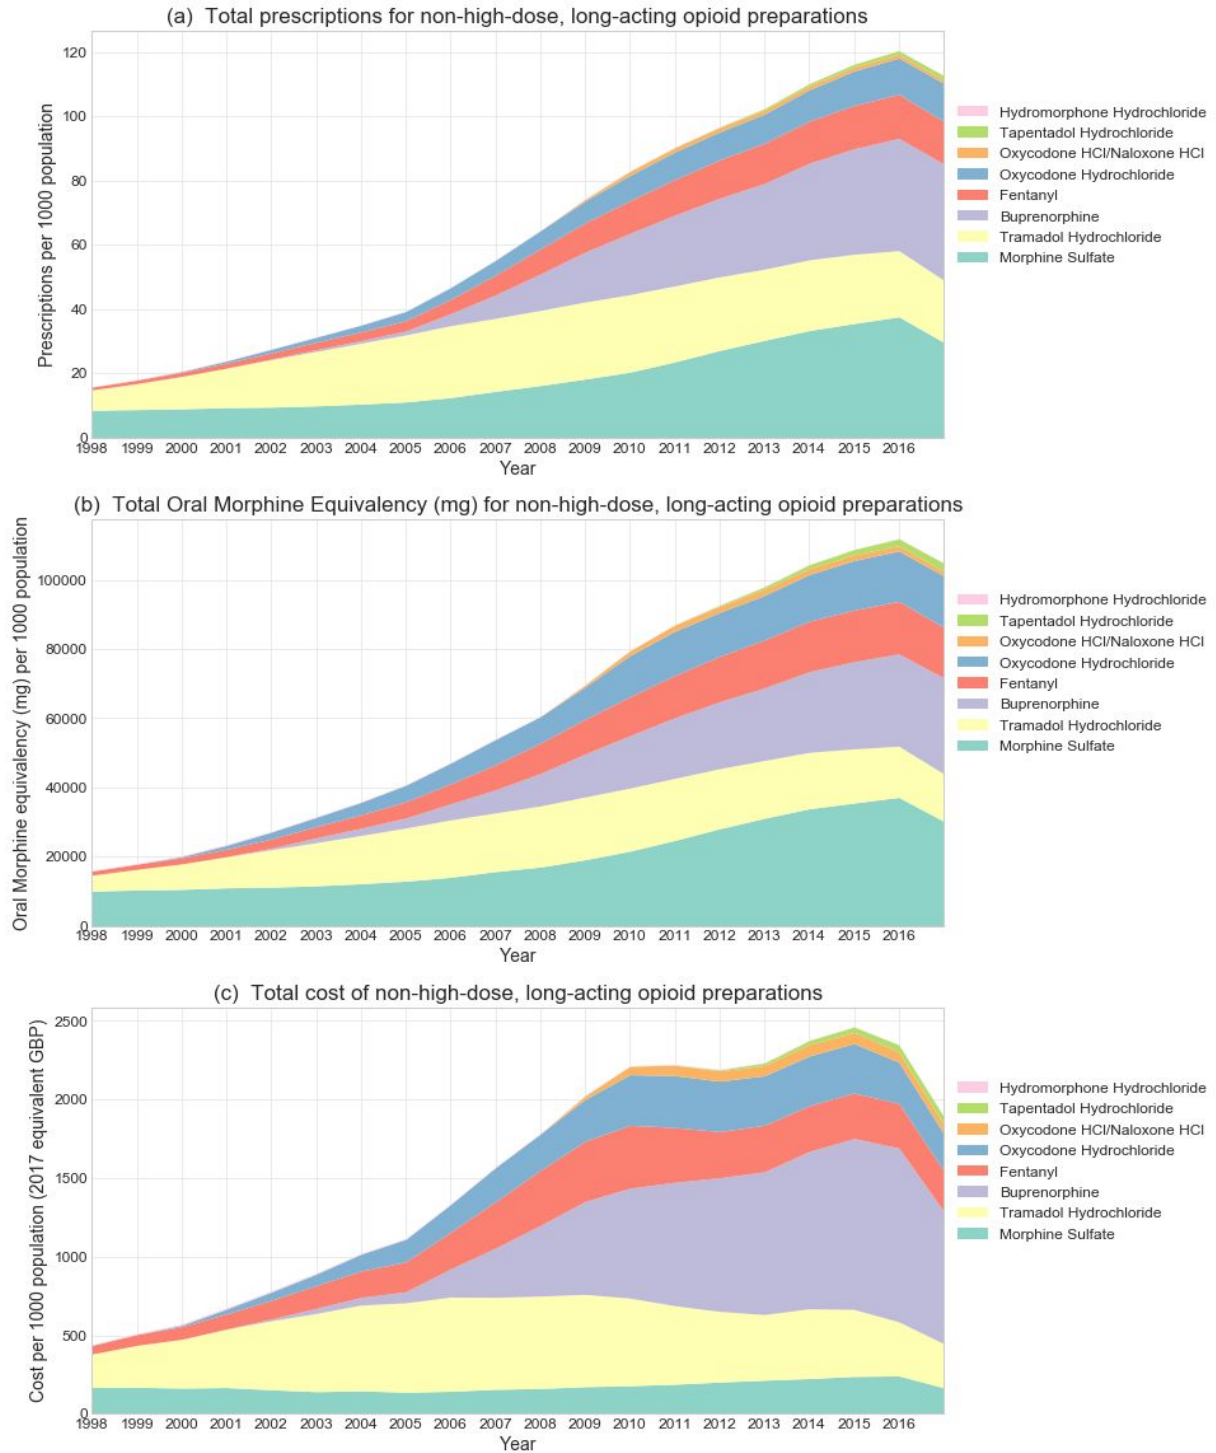 (a)  Total prescriptions for non-high-dose, long-acting opioid preparations
120
100
80
60
40
20
0
Prescriptions per 1000 population
1998 1999 2000 2001 2002 2003 2004 2005 2006 2007 2008 2009 2010 2011 2012 2013 2014 2015 2016
Year
Hydromorphone Hydrochloride
Tapentadol Hydrochloride
Oxycodone HCl/Naloxone HCl
Oxycodone Hydrochloride
Fentanyl
Buprenorphine
Tramadol Hydrochloride
Morphine Sulfate
(b)  Total Oral Morphine Equivalency (mg) for non-high-dose, long-acting opioid preparations
100000
80000
60000
40000
20000
0
Oral Morphine equivalency (mg) per 1000 population
1998 1999 2000 2001 2002 2003 2004 2005 2006 2007 2008 2009 2010 2011 2012 2013 2014 2015 2016
Year
Hydromorphone Hydrochloride
Tapentadol Hydrochloride
Oxycodone HCl/Naloxone HCl
Oxycodone Hydrochloride
Fentanyl
Buprenorphine
Tramadol Hydrochloride
Morphine Sulfate
(c)  Total cost of non-high-dose, long-acting opioid preparations
2500
2000
1500
1000
500
0
Cost per 1000 population (2017 equivalent GBP)
1998 1999 2000 2001 2002 2003 2004 2005 2006 2007 2008 2009 2010 2011 2012 2013 2014 2015 2016
Year
Hydromorphone Hydrochloride
Tapentadol Hydrochloride
Oxycodone HCl/Naloxone HCl
Oxycodone Hydrochloride
Fentanyl
Buprenorphine
Tramadol Hydrochloride
Morphine Sulfate